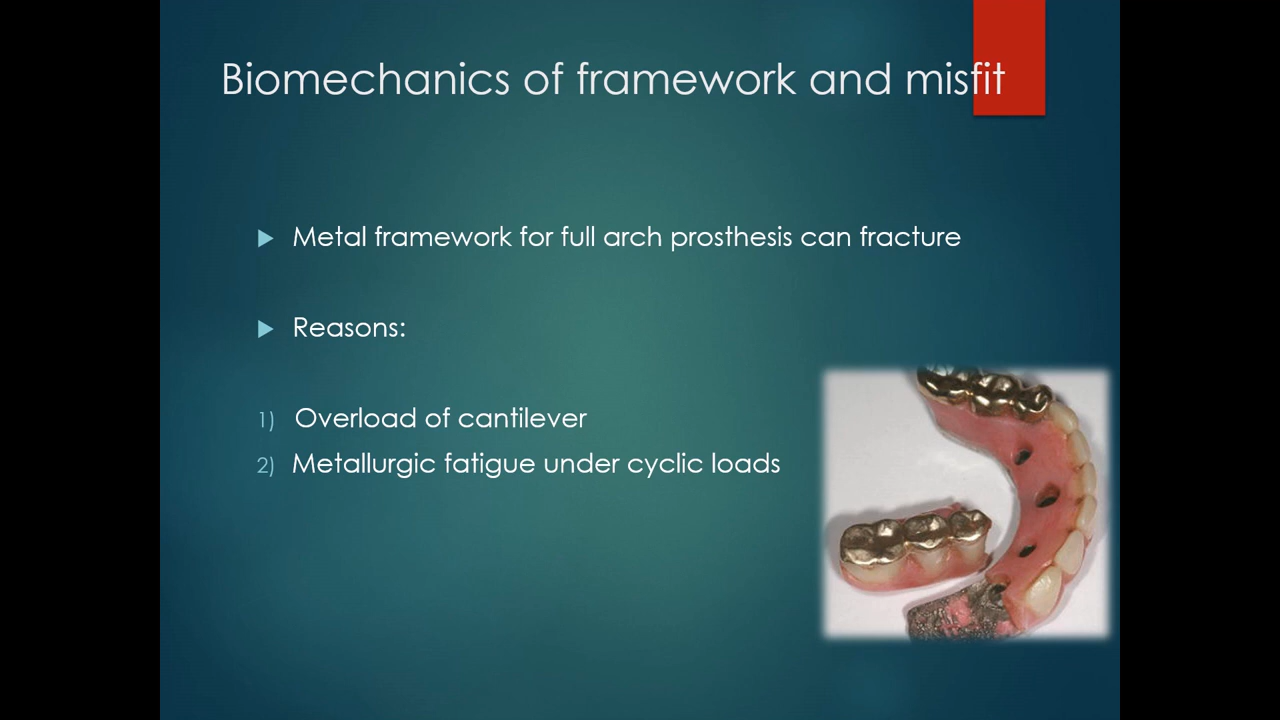 Biomechanics of framework and misfit
Metal framework for full arch prosthesis can fracture
Reasons:
1) Overload of cantilever
2) Metallurgic fatigue under cyclic loads